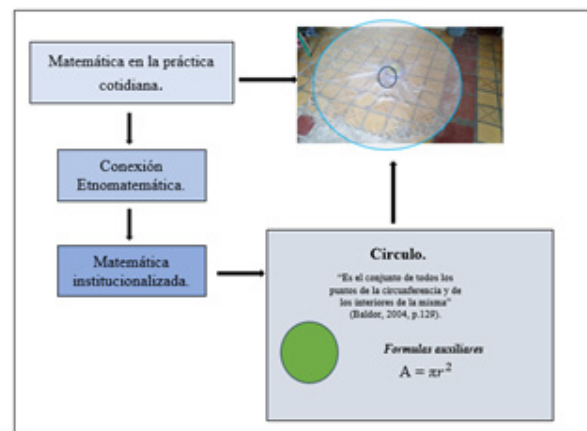 Matemática en la práctica
cotidiana.
Conexión
Etnomatemática.
Matemática
institucionalizada.
Circulo.
“Es el conjunto de todos los
puntos de la circunferencia y de
los interiores de la misma”
(Baldor, 2004, p.129).
Formulas auxiliares
A = πr²